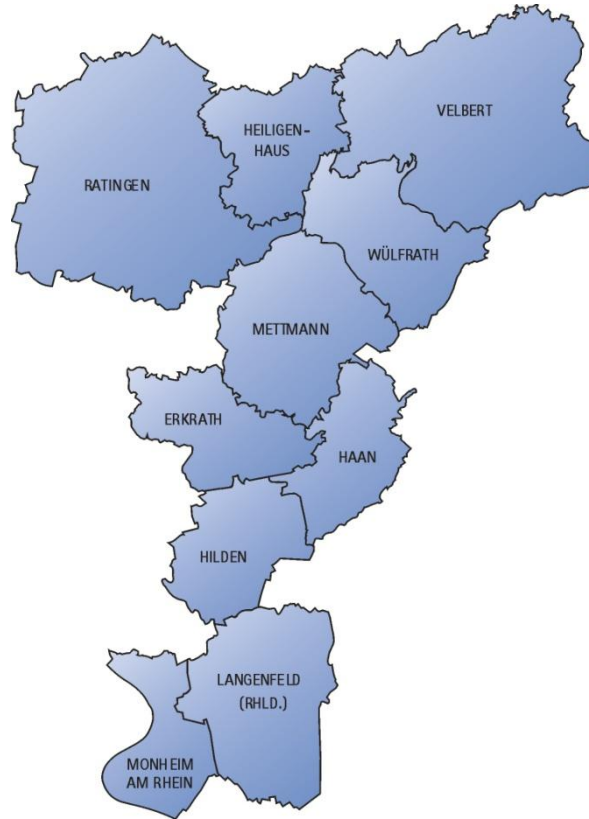 VELBERT
HEILIGEN-
HAUS
RATINGEN
WÜLFRATH
METTMANN
ERKRATH
HAAN
HILDEN
LANGENFELD
(RHLD.)
MONHEIM
AM RHEIN